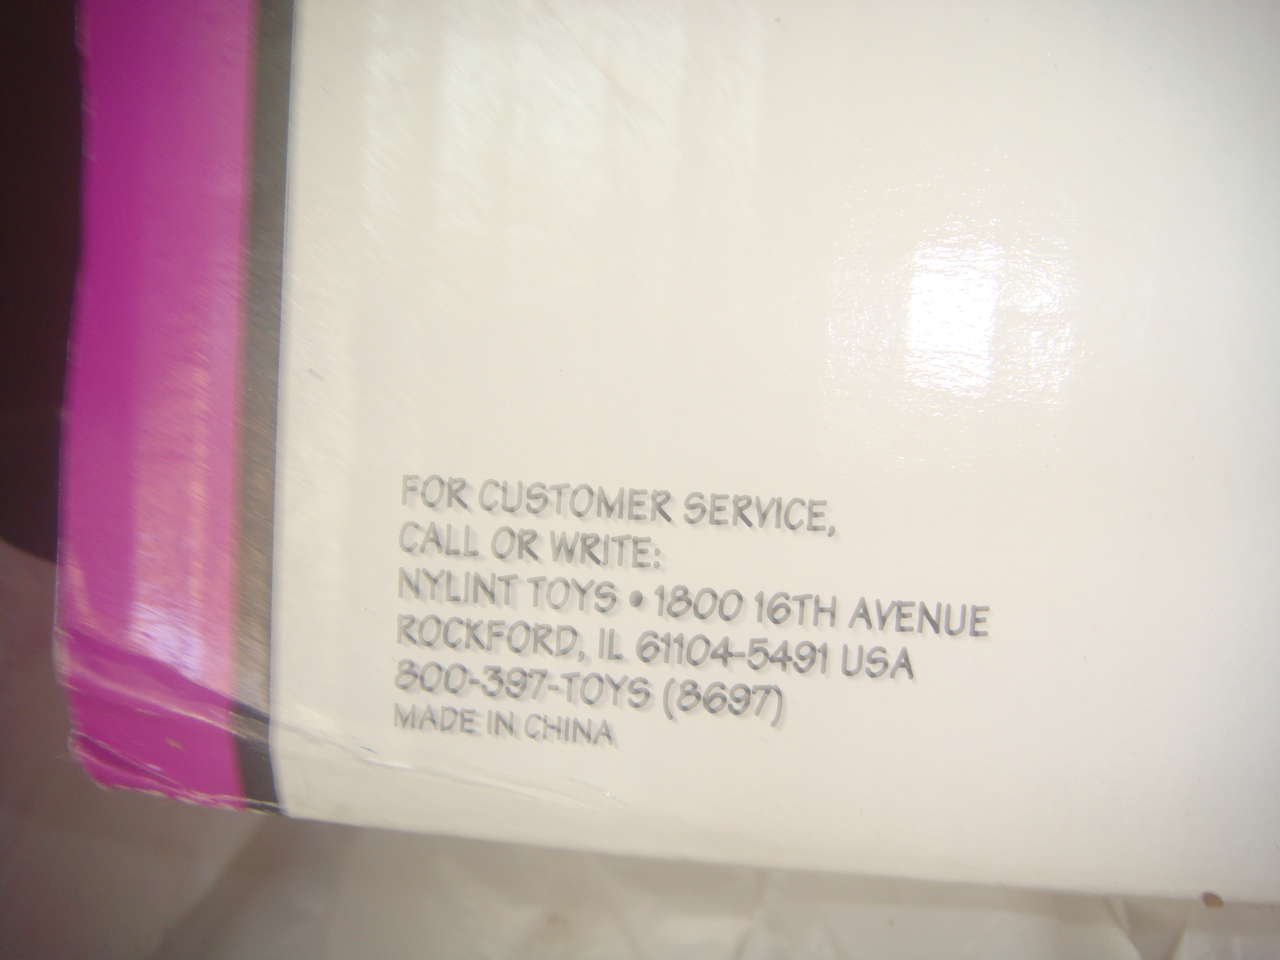 FOR CUSTOMER SERVICE,
CALL OR WRITE:
NYLINT TOYS • 1800 16TH AVENUE
ROCKFORD, IL 61104-5491 USA
800-397-TOYS (8697)
MADE IN CHINA